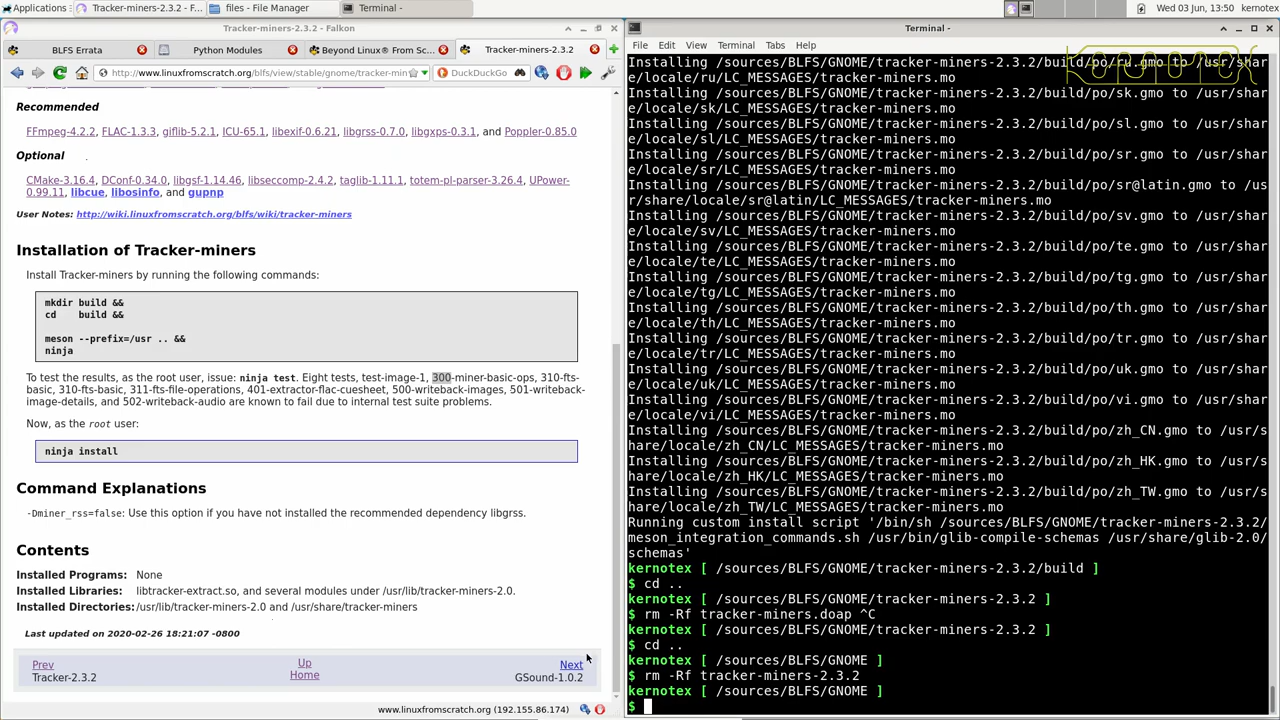 Applications
Tracker-miners-2.3.2 - F...
files - File Manager
Terminal -
Wed 03 Jun, 13:50
kernotex
Tracker-miners-2.3.2 - Falkon
BLFS Errata
Python Modules
Beyond Linux® From Sc...
Tracker-miners-2.3.2
http://www.linuxfromscratch.org/blfs/view/stable/gnome/tracker-min
DuckDuckGo
Recommended
FFmpeg-4.2.2, FLAC-1.3.3, giflib-5.2.1, ICU-65.1, libexif-0.6.21, libgrss-0.7.0, libgxps-0.3.1, and Poppler-0.85.0
Optional
CMake-3.16.4, DConf-0.34.0, libgsf-1.14.46, libseccomp-2.4.2, taglib-1.11.1, totem-pl-parser-3.26.4, UPower-
0.99.11, libcue, libosinfo, and gupnp
User Notes: http://wiki.linuxfromscratch.org/blfs/wiki/tracker-miners
Installation of Tracker-miners
Install Tracker-miners by running the following commands:
mkdir build &&
cd    build &&
meson --prefix=/usr .. &&
ninja
To test the results, as the root user, issue: ninja test. Eight tests, test-image-1, 300-miner-basic-ops, 310-fts-
basic, 310-fts-basic, 311-fts-file-operations, 401-extractor-flac-cuesheet, 500-writeback-images, 501-writeback-
image-details, and 502-writeback-audio are known to fail due to internal test suite problems.
Now, as the root user:
ninja install
Command Explanations
-Dminer_rss=false: Use this option if you have not installed the recommended dependency libgrss.
Contents
Installed Programs: None
Installed Libraries: libtracker-extract.so, and several modules under /usr/lib/tracker-miners-2.0.
Installed Directories: /usr/lib/tracker-miners-2.0 and /usr/share/tracker-miners
Last updated on 2020-02-26 18:21:07 -0800
Prev
Up
Next
Tracker-2.3.2
Home
GSound-1.0.2
www.linuxfromscratch.org (192.155.86.174)
Terminal -
File Edit View Terminal Tabs Help
Installing /sources/BLFS/GNOME/tracker-miners-2.3.2/build/po/ru.gmo to /usr/shar
e/locale/ru/LC_MESSAGES/tracker-miners.mo
Installing /sources/BLFS/GNOME/tracker-miners-2.3.2/build/po/sk.gmo to /usr/shar
e/locale/sk/LC_MESSAGES/tracker-miners.mo
Installing /sources/BLFS/GNOME/tracker-miners-2.3.2/build/po/sl.gmo to /usr/shar
e/locale/sl/LC_MESSAGES/tracker-miners.mo
Installing /sources/BLFS/GNOME/tracker-miners-2.3.2/build/po/sr.gmo to /usr/shar
e/locale/sr/LC_MESSAGES/tracker-miners.mo
Installing /sources/BLFS/GNOME/tracker-miners-2.3.2/build/po/sr@latin.gmo to /us
r/share/locale/sr@latin/LC_MESSAGES/tracker-miners.mo
Installing /sources/BLFS/GNOME/tracker-miners-2.3.2/build/po/sv.gmo to /usr/shar
e/locale/sv/LC_MESSAGES/tracker-miners.mo
Installing /sources/BLFS/GNOME/tracker-miners-2.3.2/build/po/te.gmo to /usr/shar
e/locale/te/LC_MESSAGES/tracker-miners.mo
Installing /sources/BLFS/GNOME/tracker-miners-2.3.2/build/po/tg.gmo to /usr/shar
e/locale/tg/LC_MESSAGES/tracker-miners.mo
Installing /sources/BLFS/GNOME/tracker-miners-2.3.2/build/po/th.gmo to /usr/shar
e/locale/th/LC_MESSAGES/tracker-miners.mo
Installing /sources/BLFS/GNOME/tracker-miners-2.3.2/build/po/tr.gmo to /usr/shar
e/locale/tr/LC_MESSAGES/tracker-miners.mo
Installing /sources/BLFS/GNOME/tracker-miners-2.3.2/build/po/uk.gmo to /usr/shar
e/locale/uk/LC_MESSAGES/tracker-miners.mo
Installing /sources/BLFS/GNOME/tracker-miners-2.3.2/build/po/vi.gmo to /usr/shar
e/locale/vi/LC_MESSAGES/tracker-miners.mo
Installing /sources/BLFS/GNOME/tracker-miners-2.3.2/build/po/zh_CN.gmo to /usr/s
hare/locale/zh_CN/LC_MESSAGES/tracker-miners.mo
Installing /sources/BLFS/GNOME/tracker-miners-2.3.2/build/po/zh_HK.gmo to /usr/s
hare/locale/zh_HK/LC_MESSAGES/tracker-miners.mo
Installing /sources/BLFS/GNOME/tracker-miners-2.3.2/build/po/zh_TW.gmo to /usr/s
hare/locale/zh_TW/LC_MESSAGES/tracker-miners.mo
Running custom install script '/bin/sh /sources/BLFS/GNOME/tracker-miners-2.3.2/
meson_integration_commands.sh /usr/bin/glib-compile-schemas /usr/share/glib-2.0/
schemas'
kernotex [ /sources/BLFS/GNOME/tracker-miners-2.3.2/build ]
$ cd ..
kernotex [ /sources/BLFS/GNOME/tracker-miners-2.3.2 ]
$ rm -Rf tracker-miners.doap ^C
kernotex [ /sources/BLFS/GNOME/tracker-miners-2.3.2 ]
$ cd ..
kernotex [ /sources/BLFS/GNOME ]
$ rm -Rf tracker-miners-2.3.2
kernotex [ /sources/BLFS/GNOME ]
$